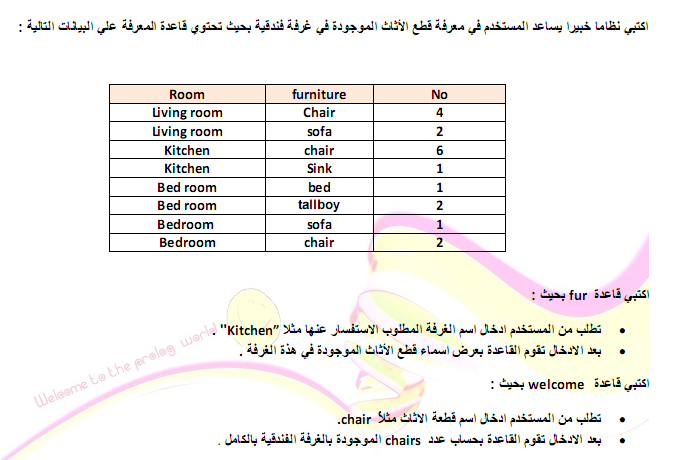 اكتبي نظاما خبيرا يساعد المستخدم في معرفة قطع الأثاث الموجودة في غرفة فندقية بحيث تحتوي قاعدة المعرفة علي البيانات التالية :
Room furniture No
Living room Chair 4
Living room sofa 2
Kitchen chair 6
Kitchen Sink 1
Bed room bed 1
Bed room tallboy 2
Bedroom sofa 1
Bedroom chair 2
اكتبي قاعدة fur بحيث :
• تطلب من المستخدم ادخال اسم الغرفة المطلوب الاستفسار عنها مثلا "Kitchen" .
• بعد الادخال تقوم القاعدة بعرض اسماء قطع الأثاث الموجودة في هذة الغرفة .
اكتبي قاعدة welcome بحيث :
• تطلب من المستخدم ادخال اسم قطعة الاثاث مثلاً chair.
• بعد الادخال تقوم القاعدة بحساب عدد chairs الموجودة بالغرفة الفندقية بالكامل .
Welcome to the prolog world